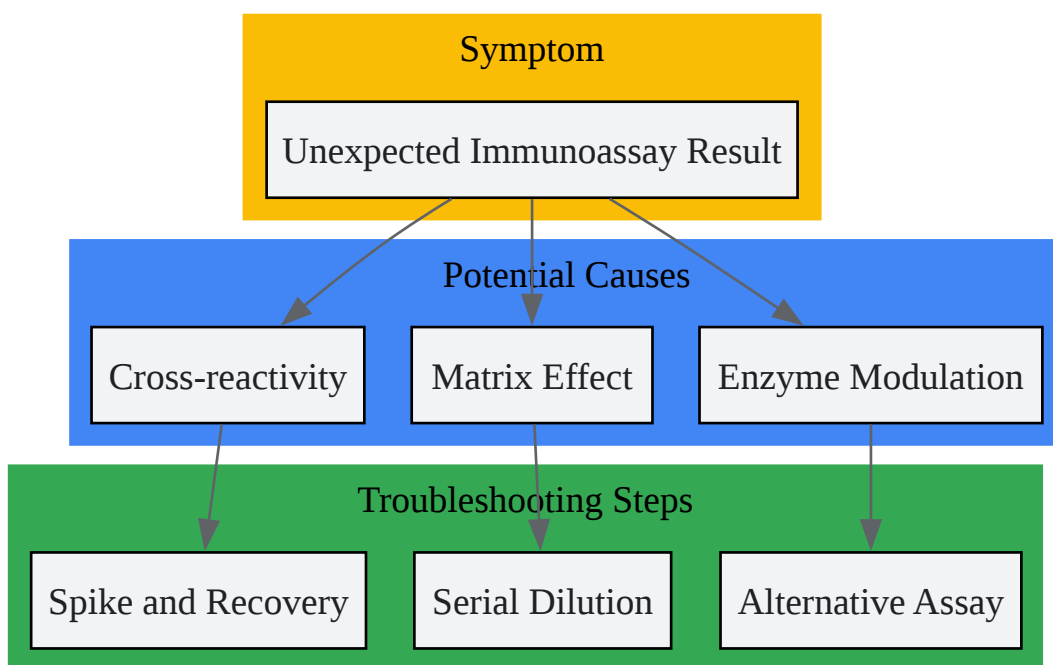 Symptom
Unexpected Immunoassay Result
Potential Causes
Cross-reactivity
Matrix Effect
Enzyme Modulation
Troubleshooting Steps
Spike and Recovery
Serial Dilution
Alternative Assay